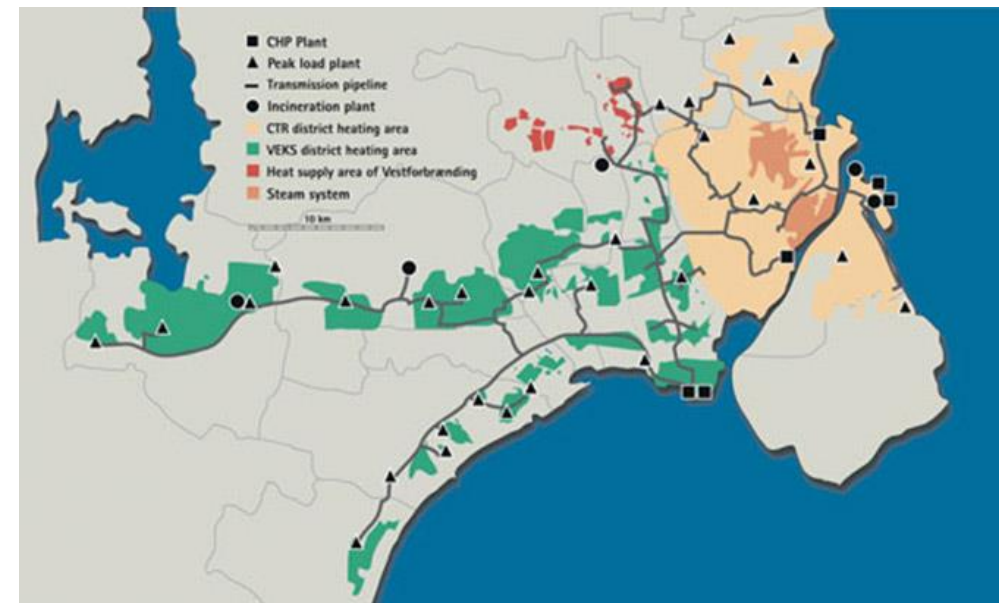 CHP Plant
Peak load plant
Transmission pipeline
Incineration plant
CTR district heating area
VEKS district heating area
Heat supply area of Vestforbrænding
Steam system
10 km